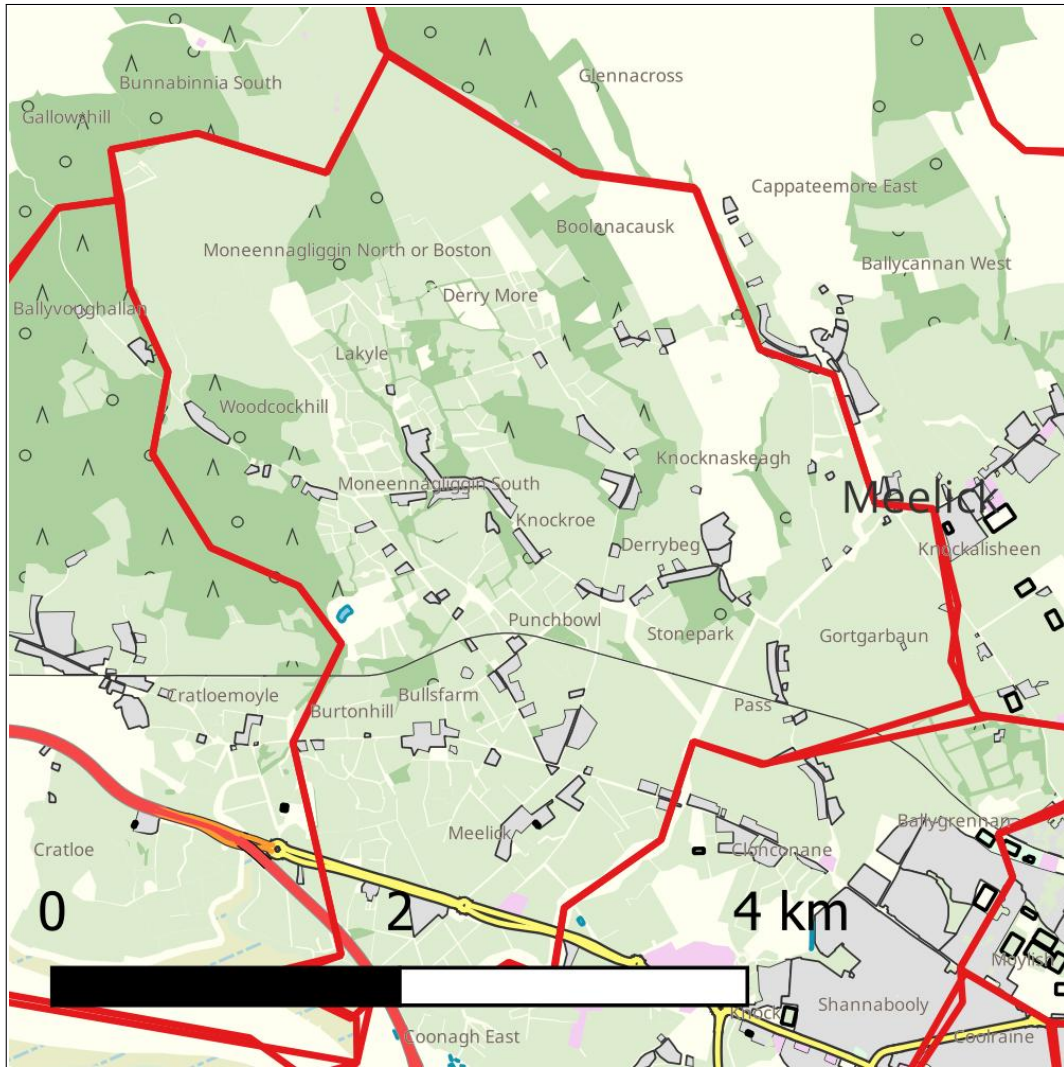 Glennacross
Bunnabinnia South
Gallowshill
Cappateemore East
Boolanacausk
Moneennagliggin North or Boston
Ballycannan West
Derry More
Ballyvoughallan
Lakyle
Woodcockhill
Knocknaskeagh
Moneennagliggin South
Meelick
Knockroe
Derrybeg
Knockalisheen
Punchbowl
Stonepark
Gortgarbaun
Cratloemoyle
Bullsfarm
Burtonhill
Pass
Ballygrennan
Meelick
Cratloe
Clonconane
0 2 4 km
Moylish
Shannabooly
Knock
Coonagh East
Coolraine